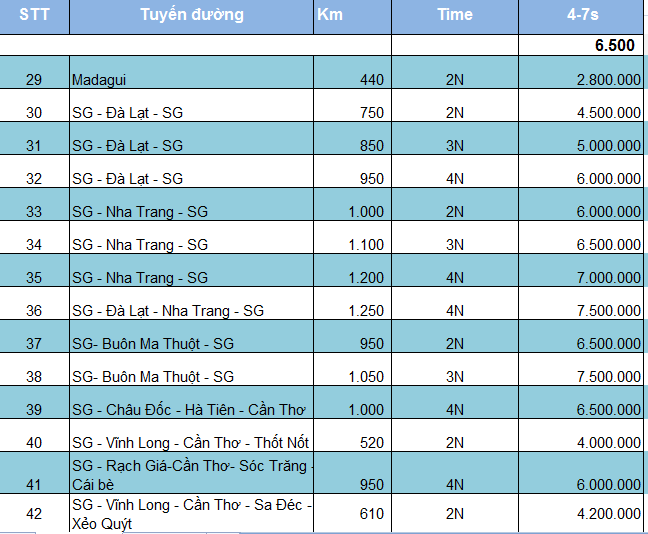 STT Tuyến đường Km Time 4-7s
6.500
29 Madagui 440 2N 2.800.000
30 SG - Đà Lạt - SG 750 2N 4.500.000
31 SG - Đà Lạt - SG 850 3N 5.000.000
32 SG - Đà Lạt - SG 950 4N 6.000.000
33 SG - Nha Trang - SG 1.000 2N 6.000.000
34 SG - Nha Trang - SG 1.100 3N 6.500.000
35 SG - Nha Trang - SG 1.200 4N 7.000.000
36 SG - Đà Lạt - Nha Trang - SG 1.250 4N 7.500.000
37 SG- Buôn Ma Thuột - SG 950 2N 6.500.000
38 SG- Buôn Ma Thuột - SG 1.050 3N 7.500.000
39 SG - Châu Đốc - Hà Tiên - Cần Thơ 1.000 4N 6.500.000
40 SG - Vĩnh Long - Cần Thơ - Thốt Nốt 520 2N 4.000.000
SG - Rạch Giá-Cần Thơ- Sóc Trăng -
41 Cái bè 950 4N 6.000.000
SG - Vĩnh Long - Cần Thơ - Sa Đéc -
42 Xẻo Quýt 610 2N 4.200.000